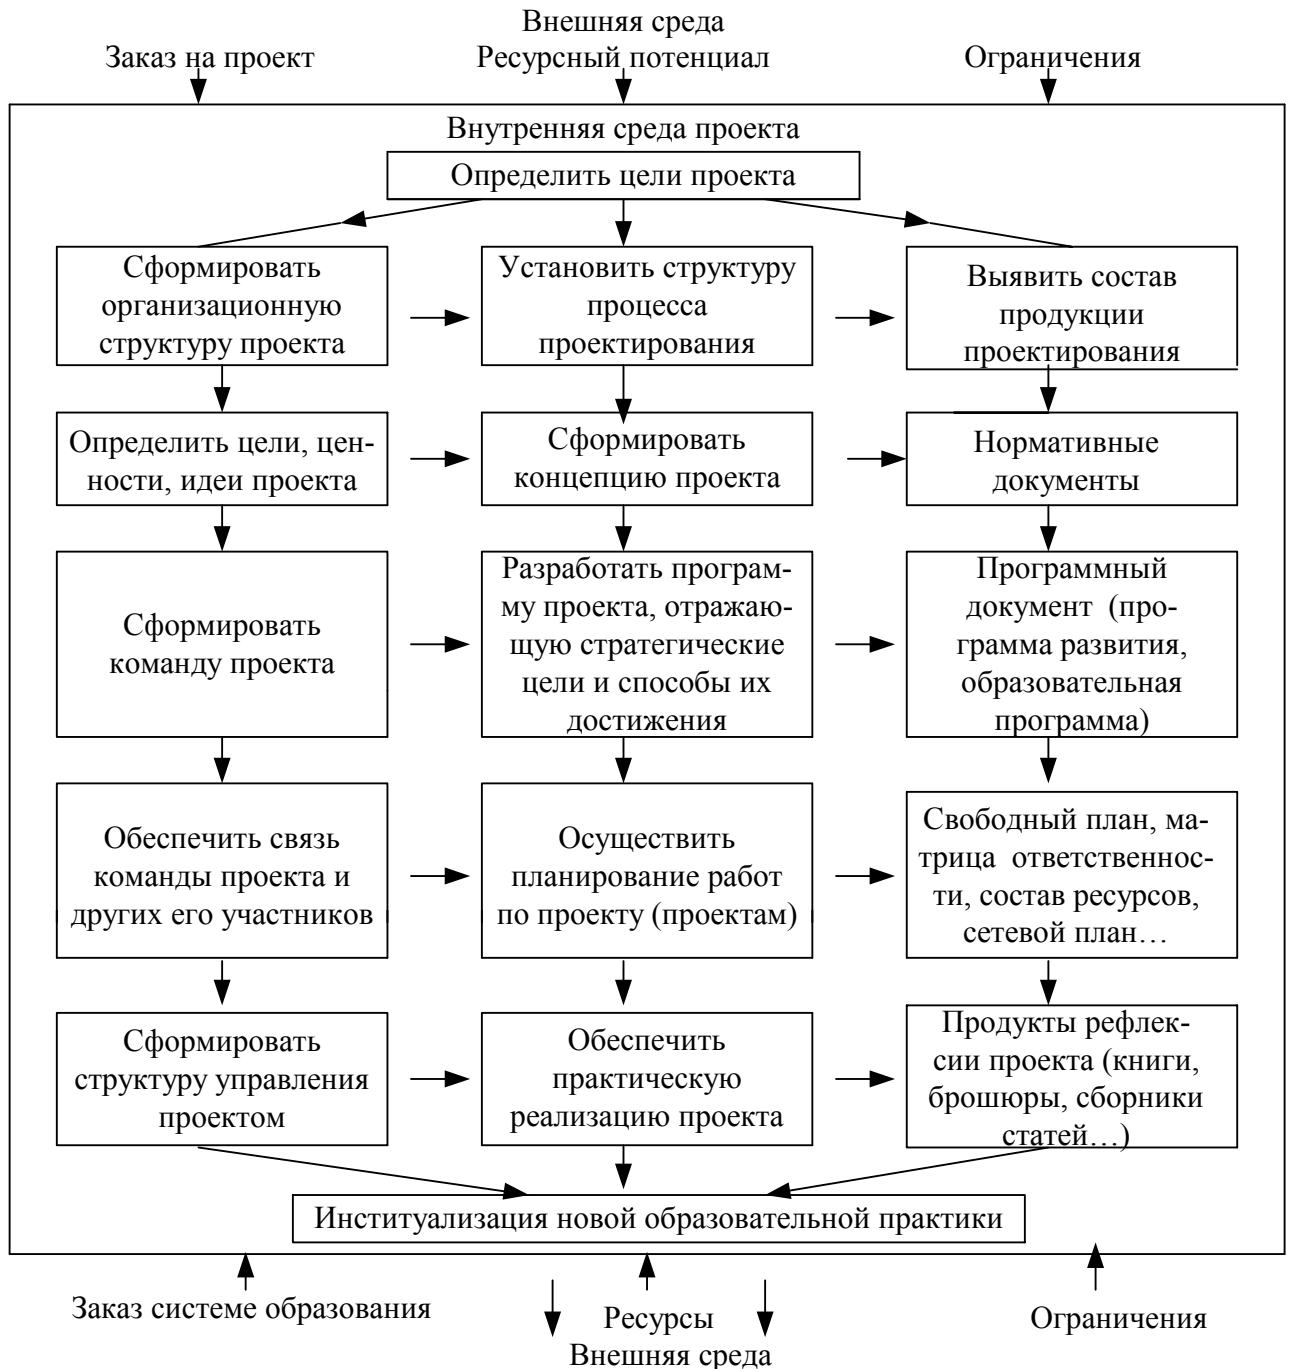 Внешняя среда
Заказ на проект
Ресурсный потенциал
Ограничения
Внутренняя среда проекта
Определить цели проекта
Сформировать
организационную
структуру проекта
Установить структуру
процесса
проектирования
Выявить состав
продукции
проектирования
Определить цели, цен-
ности, идеи проекта
Сформировать
концепцию проекта
Нормативные
документы
Сформировать
команду проекта
Разработать програм-
му проекта, отражаю-
щую стратегические
цели и способы их
достижения
Программный
документ (про-
грамма развития,
образовательная
программа)
Обеспечить связь
команды проекта и
других его участников
Осуществить
планирование работ
по проекту (проектам)
Свободный план, ма-
трица ответственнос-
ти, состав ресурсов,
сетевой план…
Сформировать
структуру управления
проектом
Обеспечить
практическую
реализацию проекта
Продукты рефлек-
сии проекта (книги,
брошюры, сборники
статей…)
Институализация новой образовательной практики
Заказ системе образования
Ресурсы
Ограничения
Внешняя среда